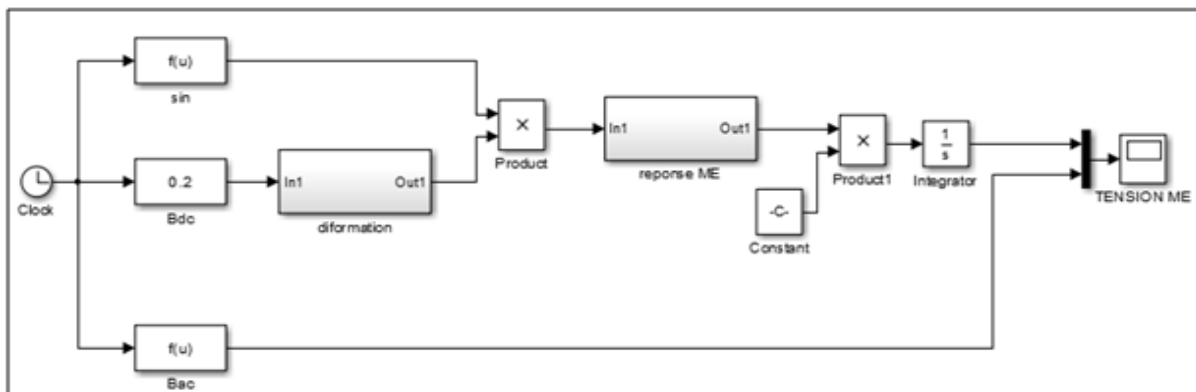 f(u)
sin
In1
Out1
reponse ME
×
Product
×
Product1
1
s
Integrator
TENSION ME
Clock
0.2
Bdc
In1
Out1
diformation
-C-
Constant
f(u)
Bac